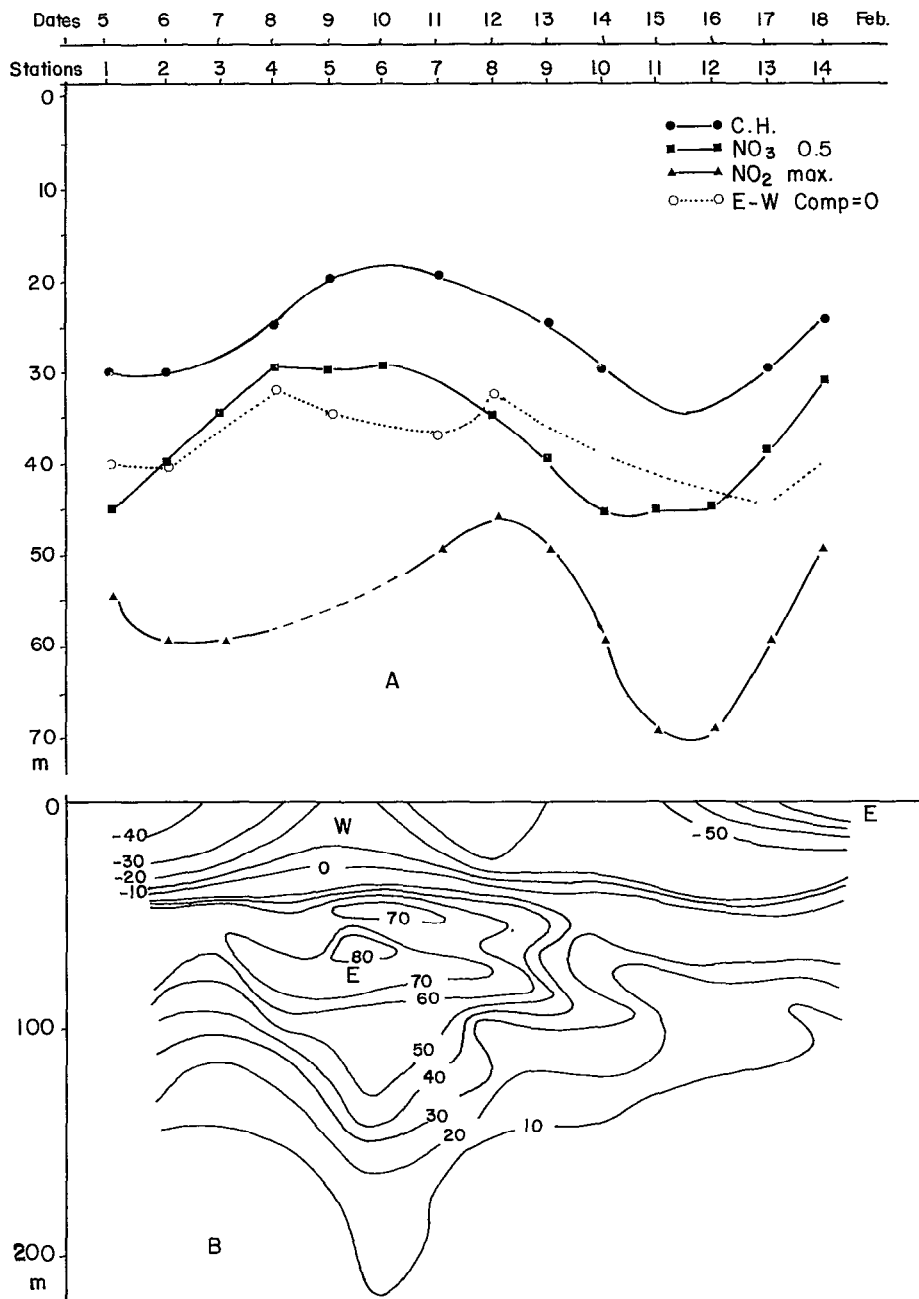 Dates 5 6 7 8 9 10 11 12 13 14 15 16 17 18 Feb.
Stations 1 2 3 4 5 6 7 8 9 10 11 12 13 14
0
C.H.
NO₃ 0.5
10
NO₂ max.
E-W Comp=0
20
30
40
50
60
A
70
m
0
W
E
-40
-50
-30
0
-20
-10
70
80
E
70
60
100
50
40
30
10
20
B
200
m